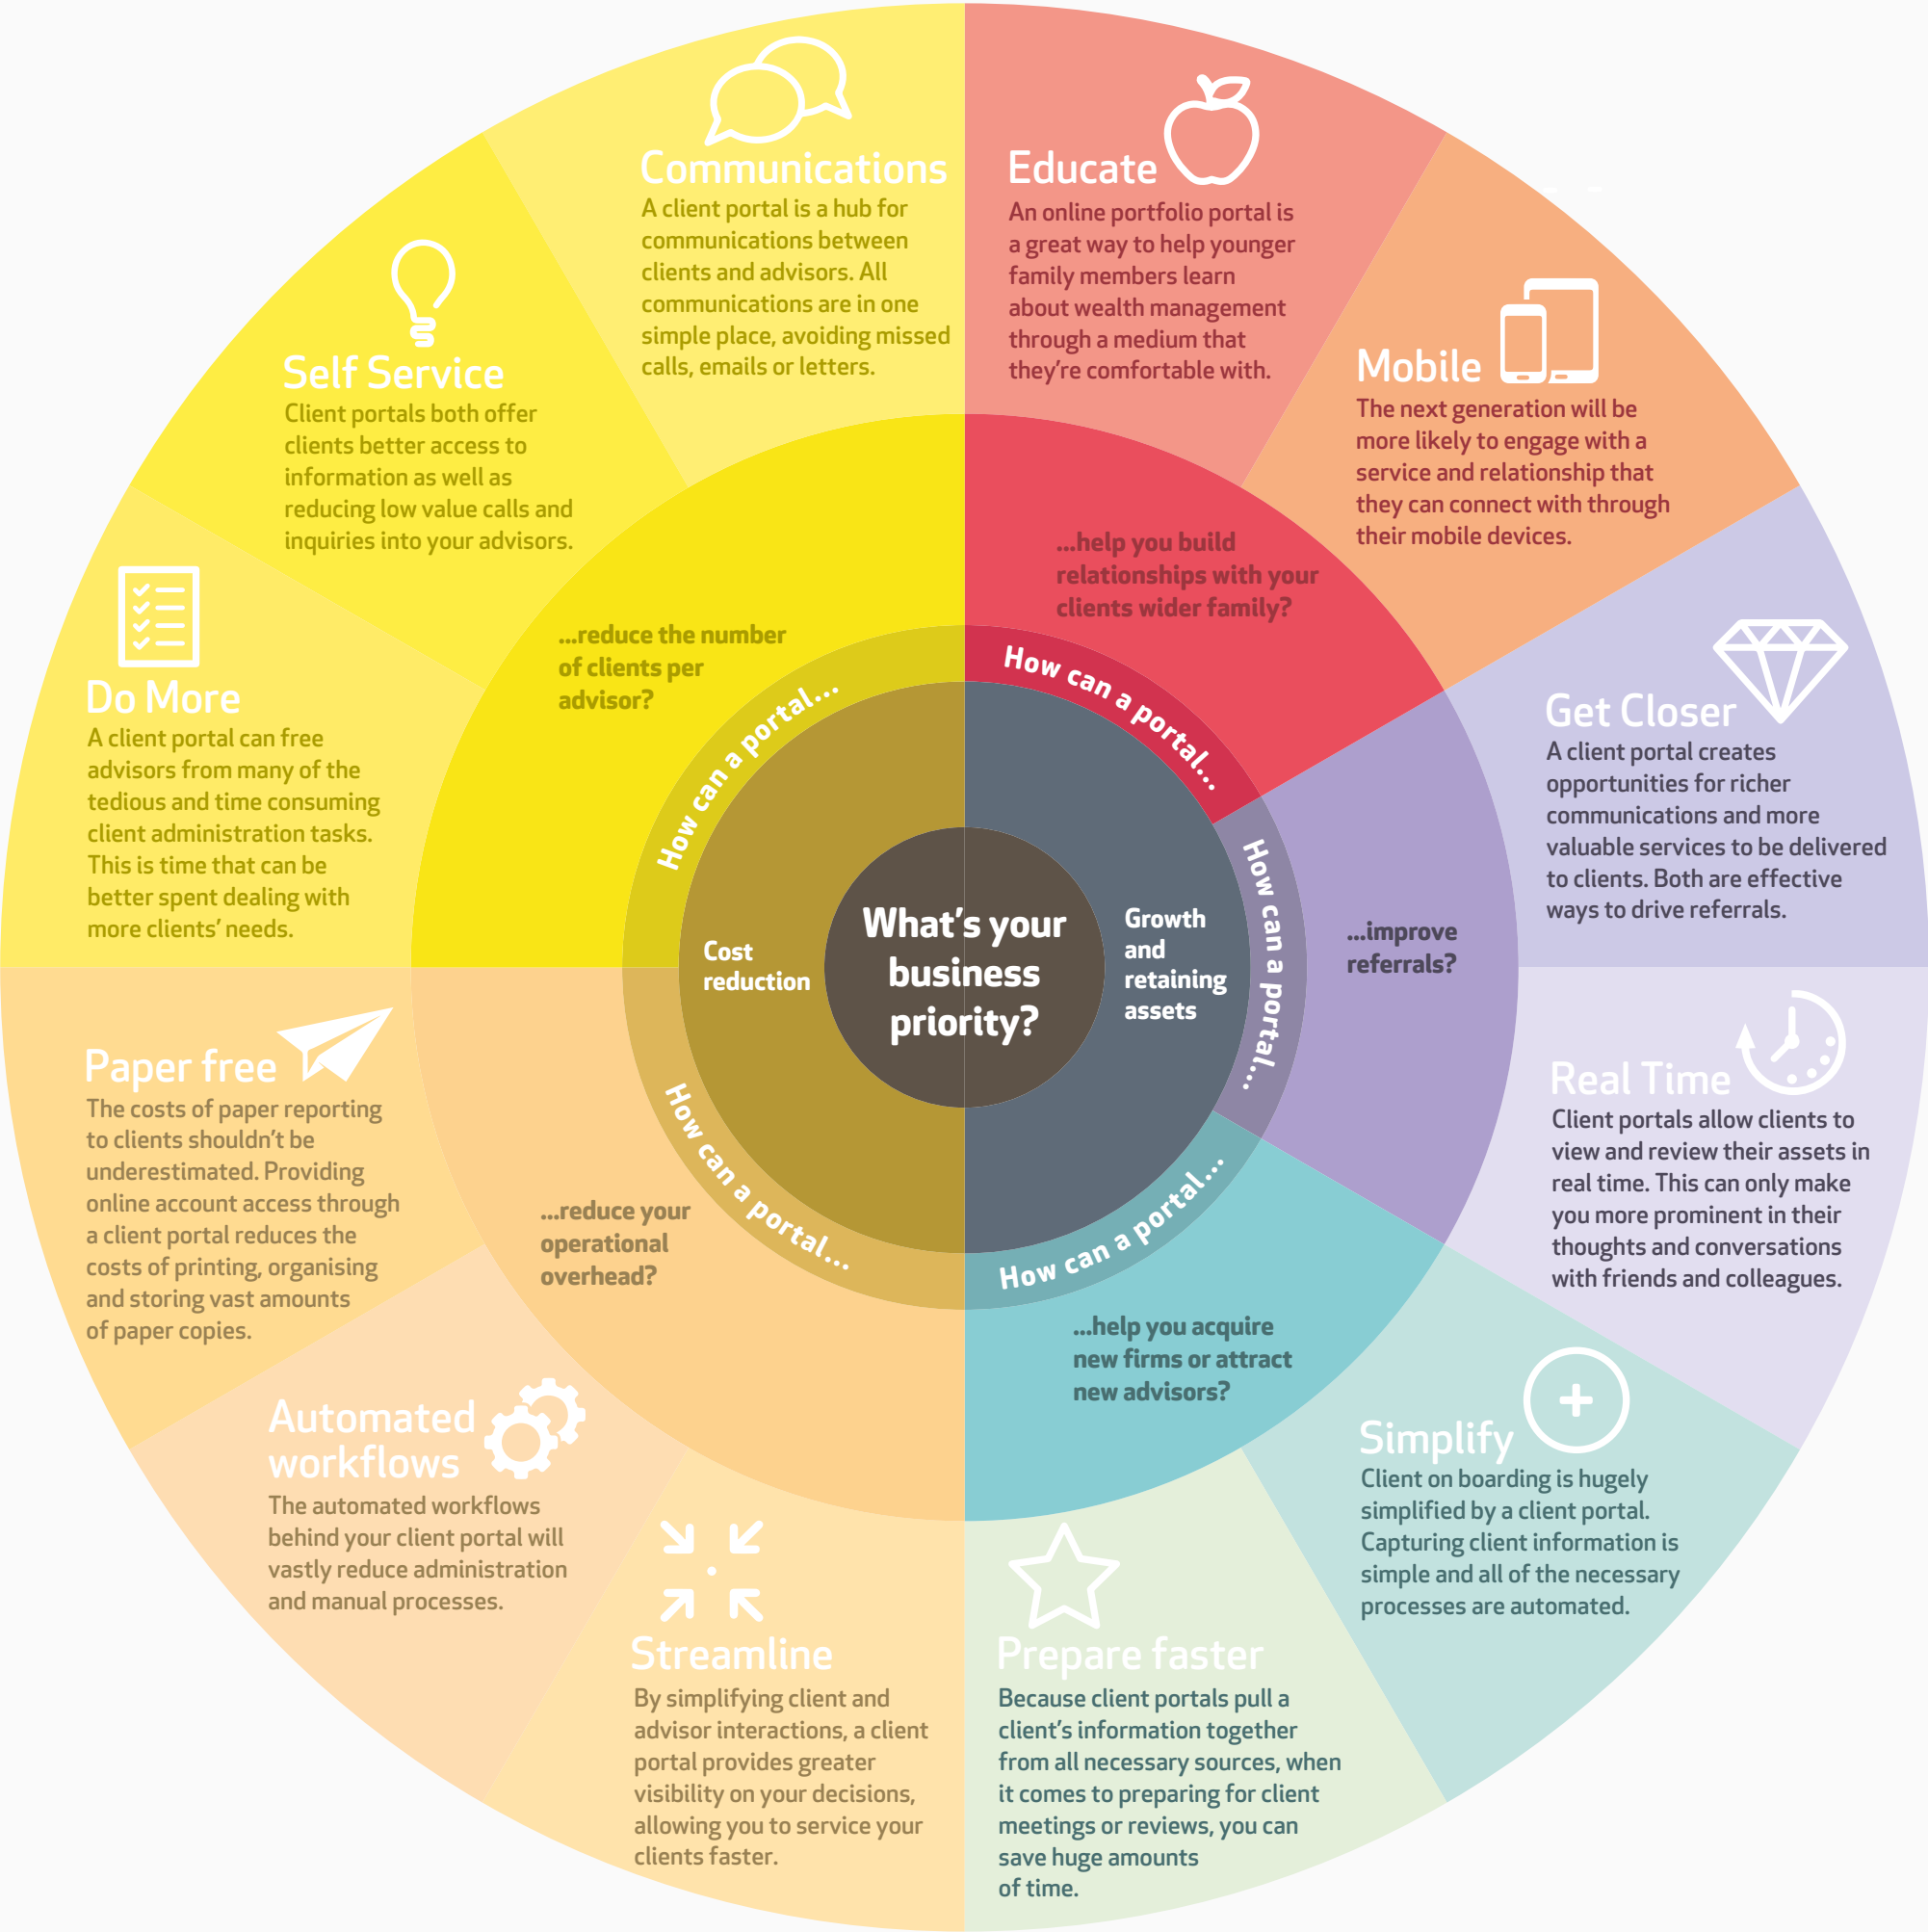 What's your
business
priority?
Cost
reduction
Growth
and
retaining
assets
How can a portal...
...help you build
relationships with your
clients wider family?
Educate
An online portfolio portal is
a great way to help younger
family members learn
about wealth management
through a medium that
they're comfortable with.
Mobile
The next generation will be
more likely to engage with a
service and relationship that
they can connect with through
their mobile devices.
How can a portal...
...improve
referrals?
Get Closer
A client portal creates
opportunities for richer
communications and more
valuable services to be delivered
to clients. Both are effective
ways to drive referrals.
Real Time
Client portals allow clients to
view and review their assets in
real time. This can only make
you more prominent in their
thoughts and conversations
with friends and colleagues.
How can a portal...
...help you acquire
new firms or attract
new advisors?
Simplify
Client on boarding is hugely
simplified by a client portal.
Capturing client information is
simple and all of the necessary
processes are automated.
Prepare faster
Because client portals pull a
client's information together
from all necessary sources, when
it comes to preparing for client
meetings or reviews, you can
save huge amounts
of time.
How can a portal...
...reduce your
operational
overhead?
Streamline
By simplifying client and
advisor interactions, a client
portal provides greater
visibility on your decisions,
allowing you to service your
clients faster.
Automated
workflows
The automated workflows
behind your client portal will
vastly reduce administration
and manual processes.
Paper free
The costs of paper reporting
to clients shouldn't be
underestimated. Providing
online account access through
a client portal reduces the
costs of printing, organising
and storing vast amounts
of paper copies.
How can a portal...
...reduce the number
of clients per
advisor?
Do More
A client portal can free
advisors from many of the
tedious and time consuming
client administration tasks.
This is time that can be
better spent dealing with
more clients' needs.
Self Service
Client portals both offer
clients better access to
information as well as
reducing low value calls and
inquiries into your advisors.
Communications
A client portal is a hub for
communications between
clients and advisors. All
communications are in one
simple place, avoiding missed
calls, emails or letters.